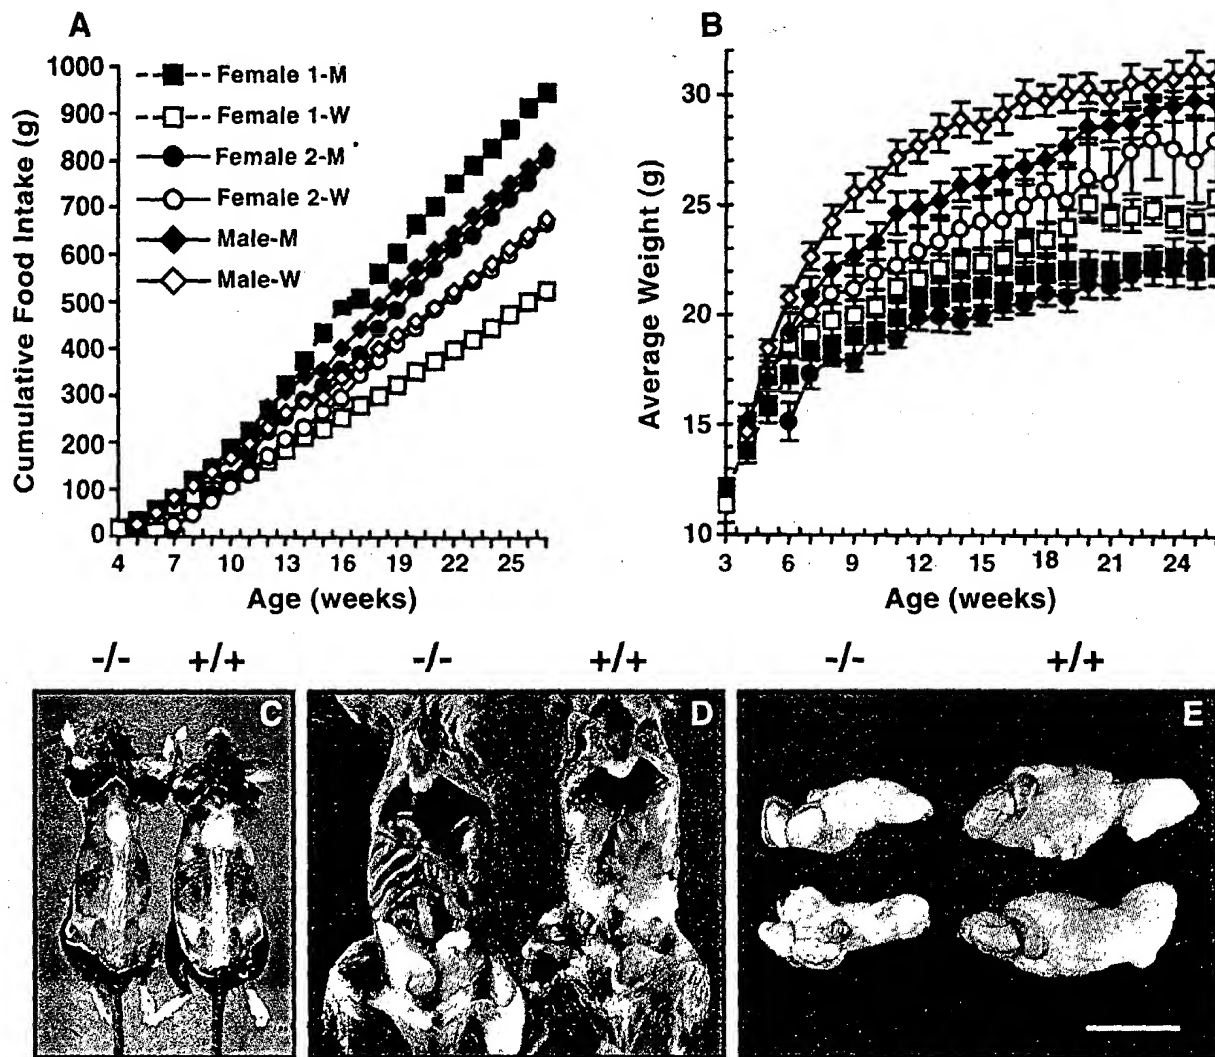 A
Cumulative Food Intake (g)
1000
900
800
700
600
500
400
300
200
100
0
Female 1-M
Female 1-W
Female 2-M
Female 2-W
Male-M
Male-W
4 7 10 13 16 19 22 25
Age (weeks)
B
Average Weight (g)
30
25
20
15
10
3 6 9 12 15 18 21 24
Age (weeks)
-/- +/+
C
-/- +/+
D
-/- +/+
E